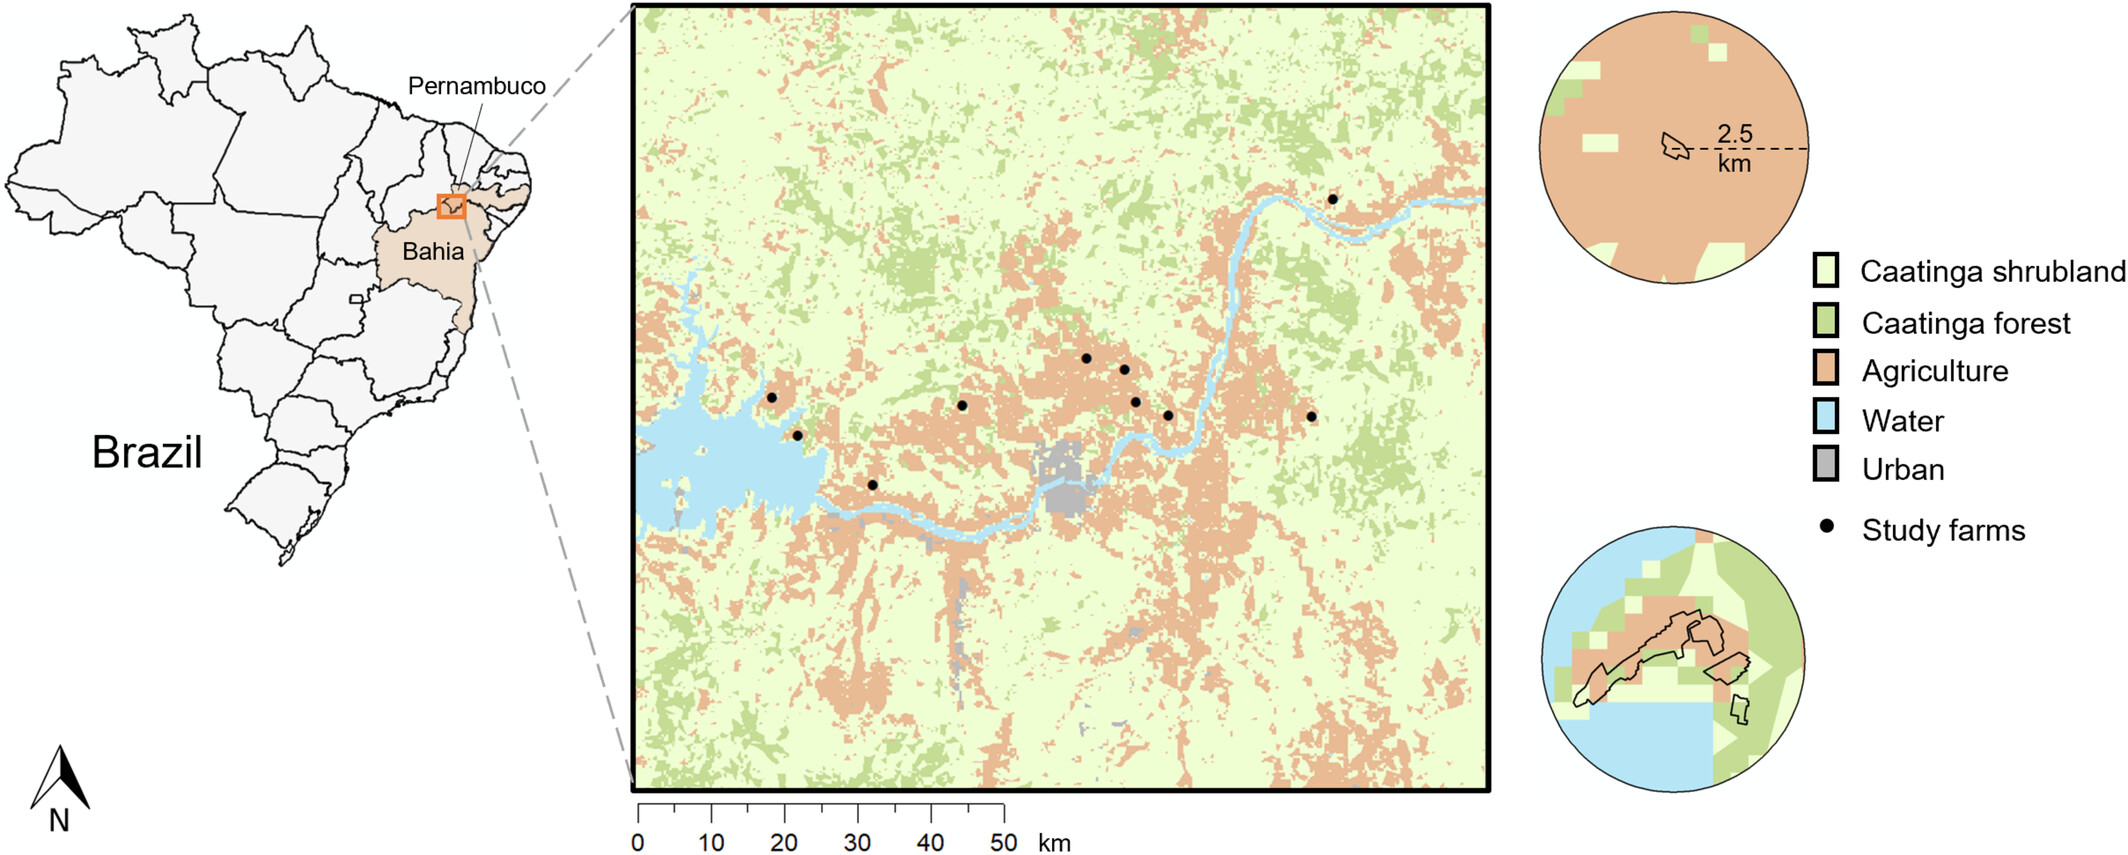 Pernambuco
Bahia
Brazil
N
0 10 20 30 40 50 km
2.5
km
Caatinga shrubland
Caatinga forest
Agriculture
Water
Urban
Study farms